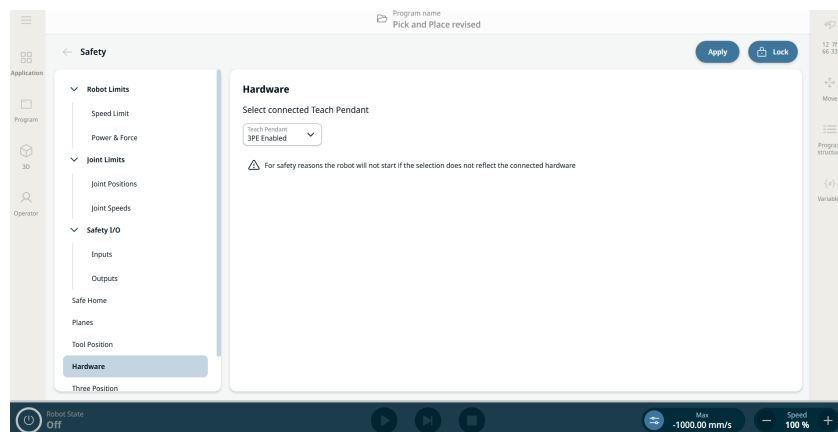 Program name
Pick and Place revised
Safety
Apply
Lock
Application
Program
3D
Operator
Robot Limits
Speed Limit
Power & Force
Joint Limits
Joint Positions
Joint Speeds
Safety I/O
Inputs
Outputs
Safe Home
Planes
Tool Position
Hardware
Three Position
Hardware
Select connected Teach Pendant
Teach Pendant
3PE Enabled
For safety reasons the robot will not start if the selection does not reflect the connected hardware
Move
{x}
Robot State
Off
Max
-1000.00 mm/s
Speed
100 %